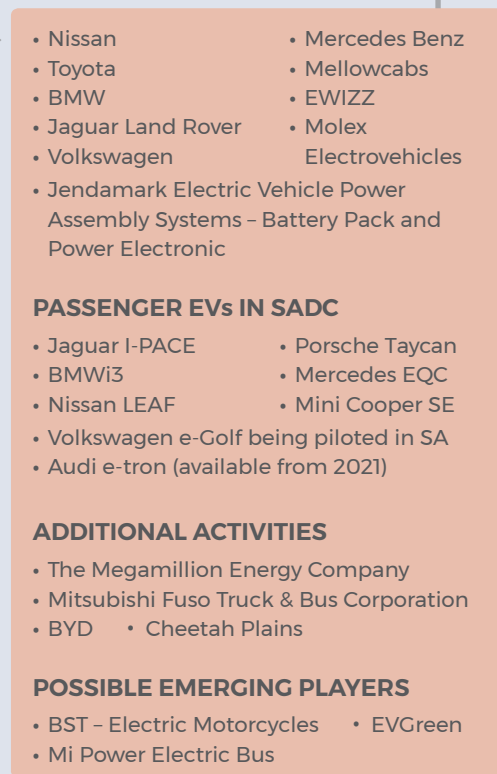 • Nissan
• Toyota
• BMW
• Jaguar Land Rover
• Volkswagen
• Mercedes Benz
• Mellowcabs
• EWIZZ
• Molex
Electrovehicles
• Jendamark Electric Vehicle Power
Assembly Systems – Battery Pack and
Power Electronic
PASSENGER EVs IN SADC
• Jaguar I-PACE
• BMWi3
• Nissan LEAF
• Porsche Taycan
• Mercedes EQC
• Mini Cooper SE
• Volkswagen e-Golf being piloted in SA
• Audi e-tron (available from 2021)
ADDITIONAL ACTIVITIES
• The Megamillion Energy Company
• Mitsubishi Fuso Truck & Bus Corporation
• BYD • Cheetah Plains
POSSIBLE EMERGING PLAYERS
• BST – Electric Motorcycles • EVGreen
• Mi Power Electric Bus